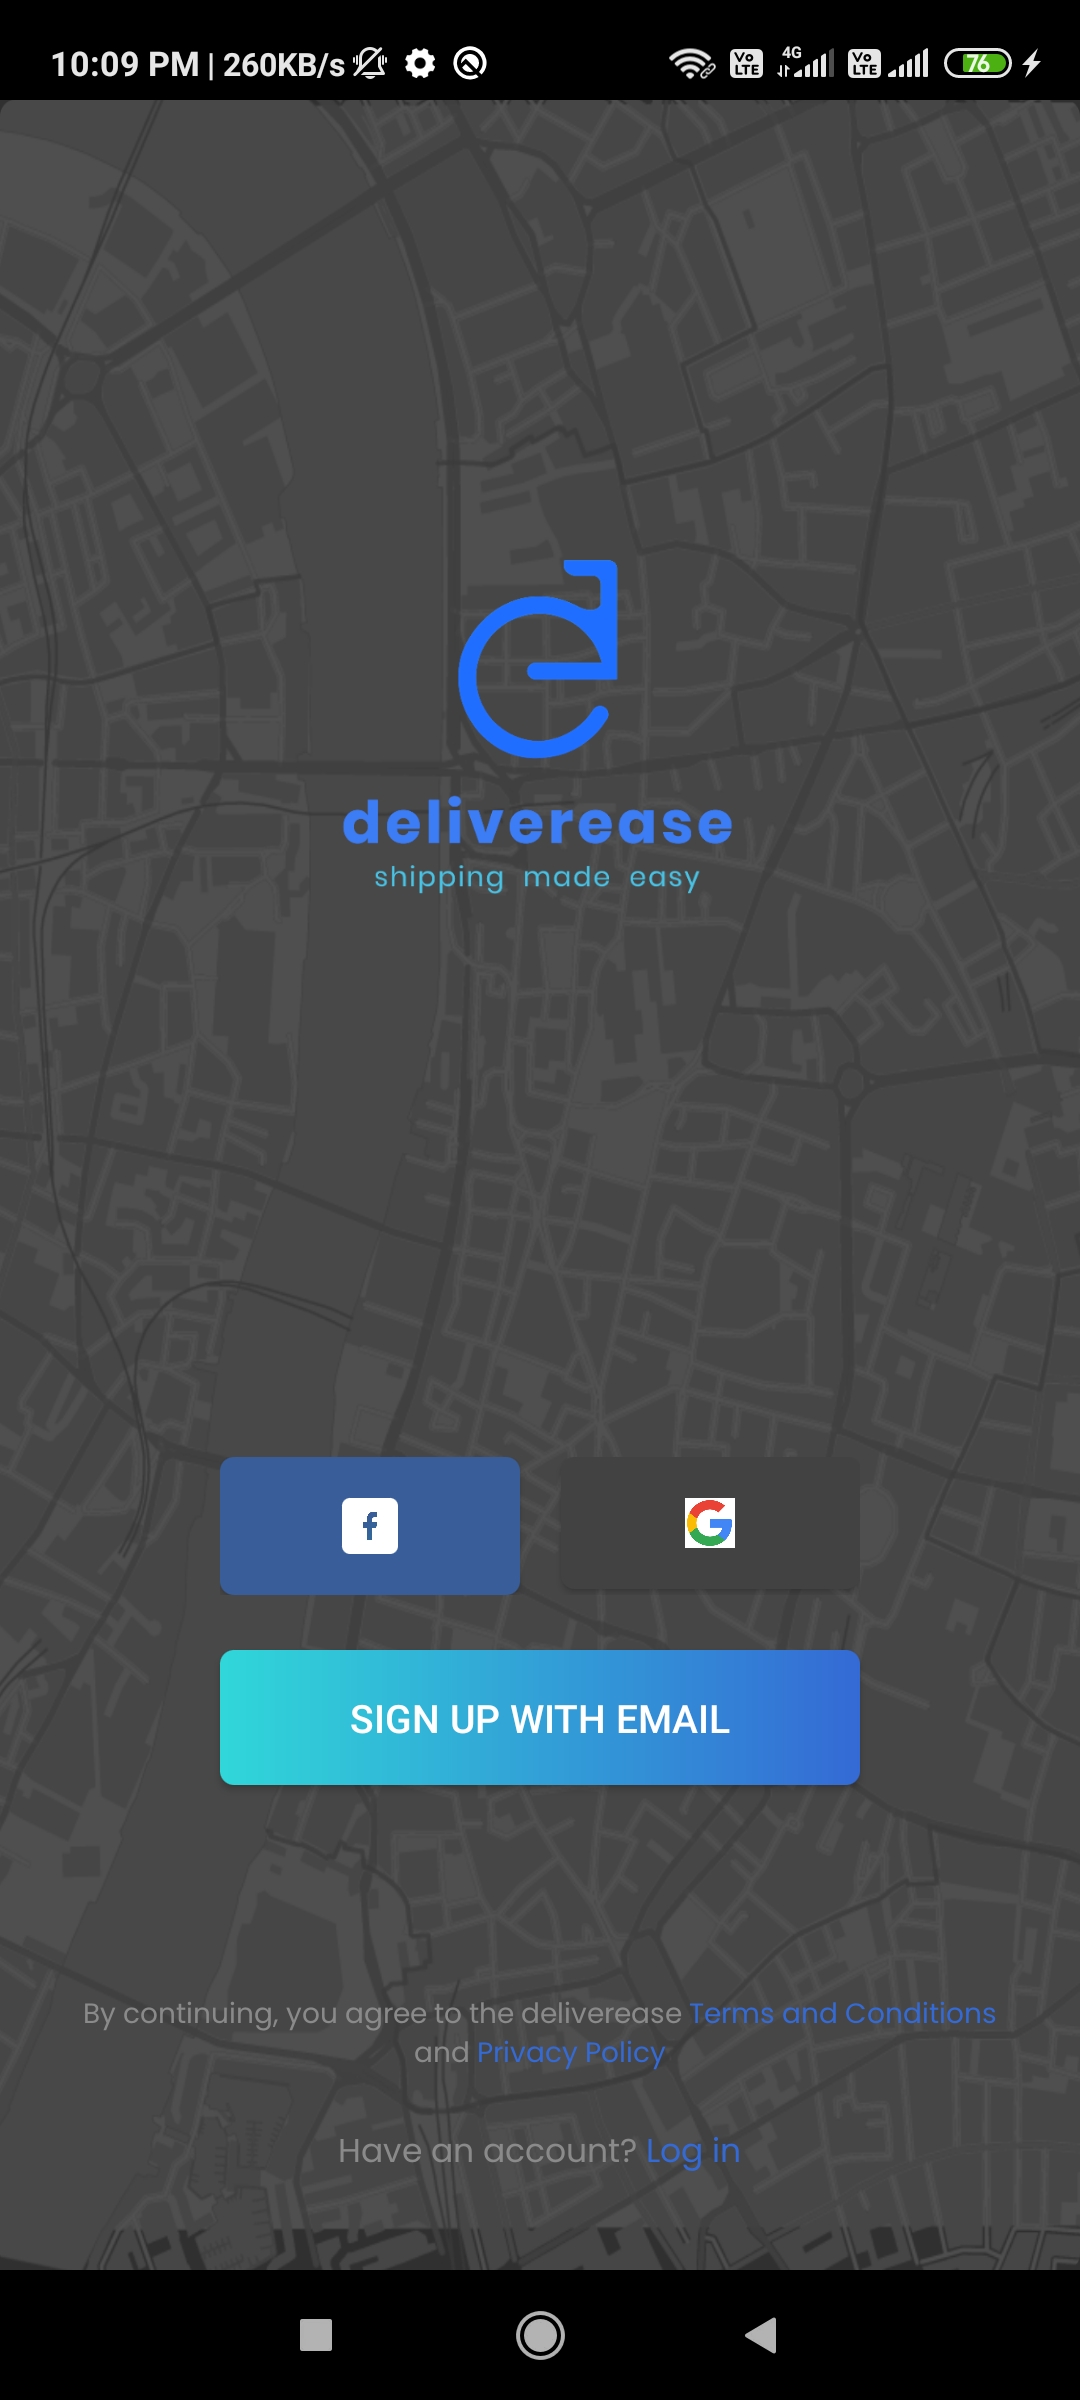 10:09 PM | 260KB/s
Vo LTE 4G Vo LTE 76
deliverease
shipping made easy
SIGN UP WITH EMAIL
By continuing, you agree to the deliverease Terms and Conditions
and Privacy Policy
Have an account? Log in